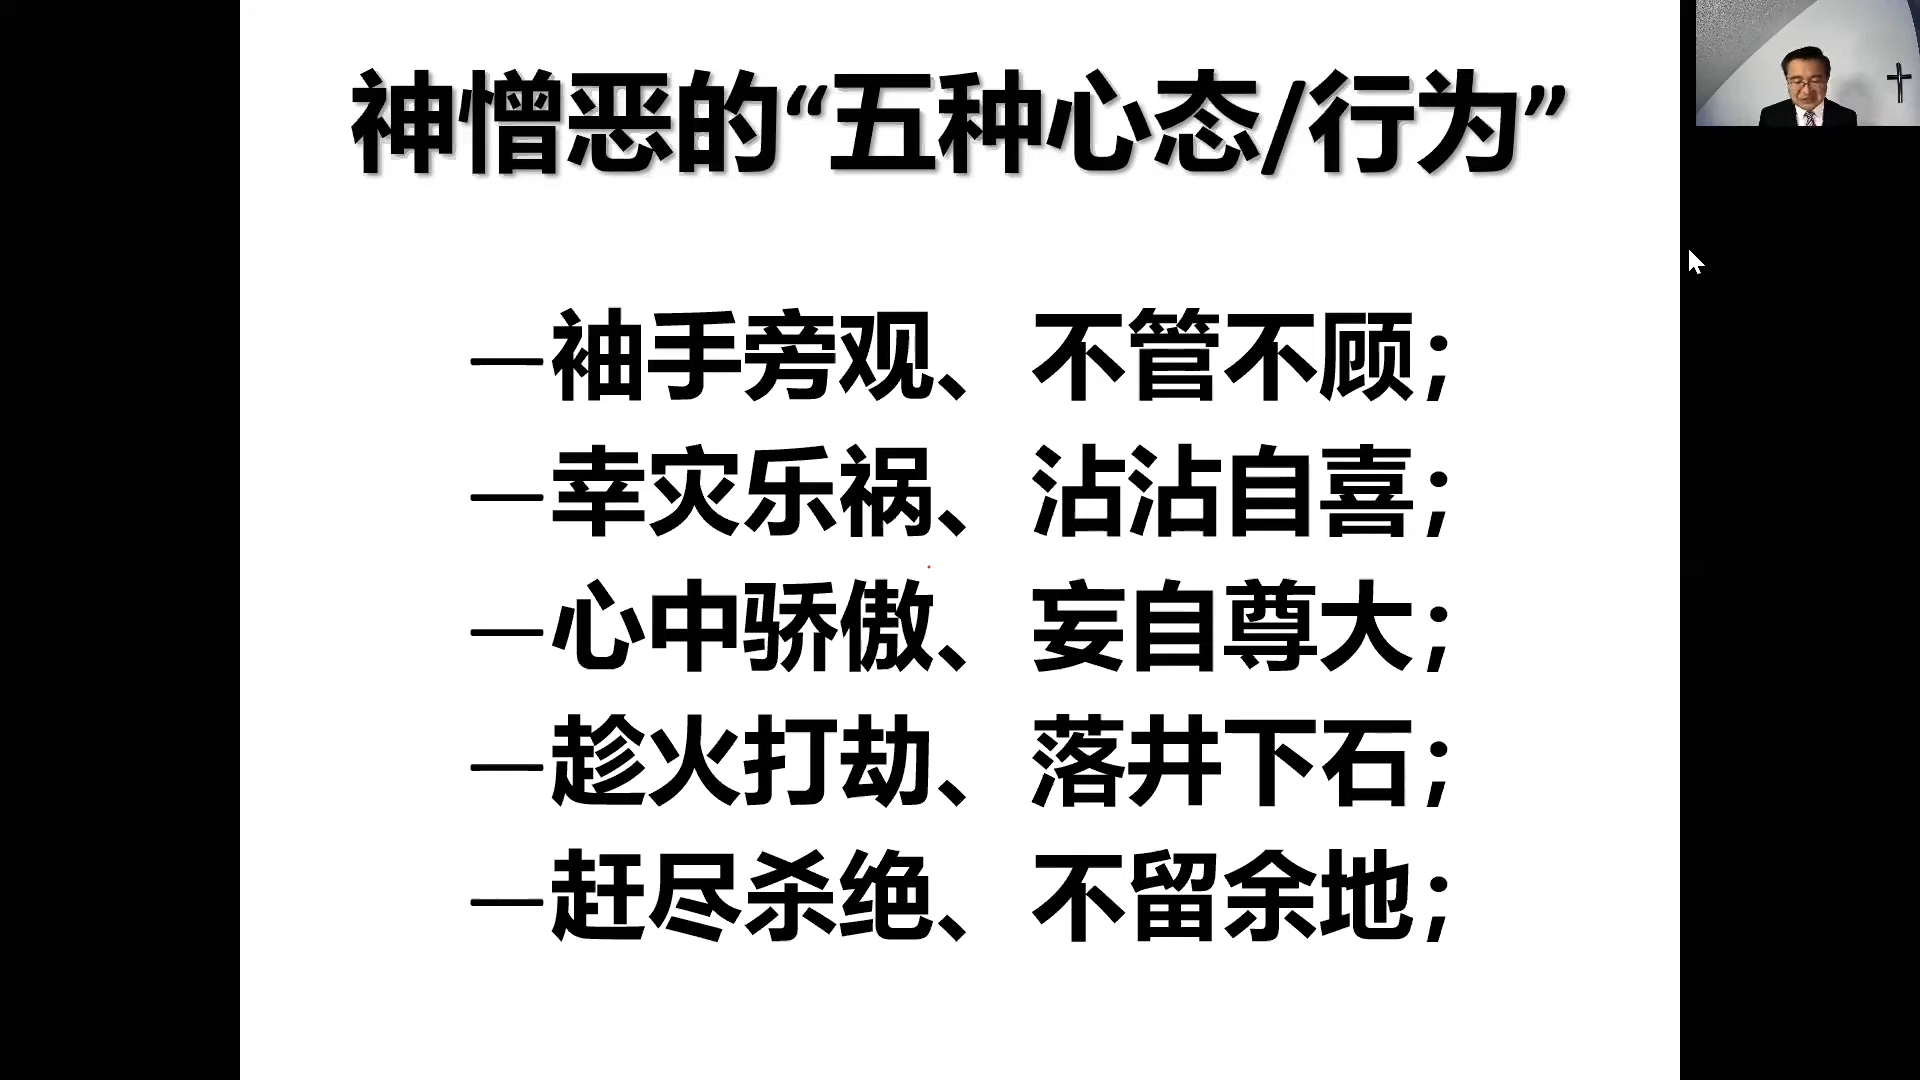 神憎恶的“五种心态/行为”
—袖手旁观、不管不顾；
—幸灾乐祸、沾沾自喜；
—心中骄傲、妄自尊大；
—趁火打劫、落井下石；
—赶尽杀绝、不留余地；